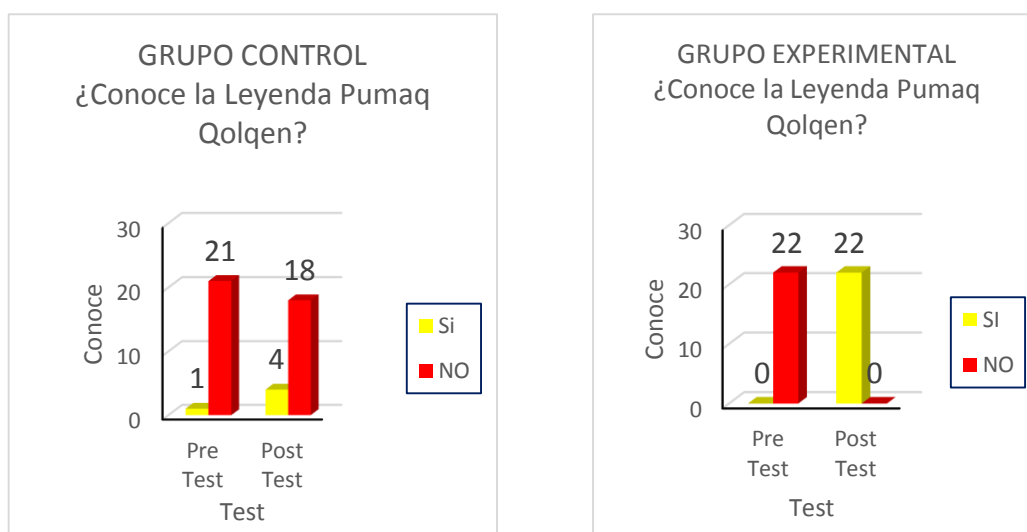 GRUPO CONTROL
¿Conoce la Leyenda Pumaq
Qolqen?
30
20
10
0
Conoce
1
21
4
18
Pre
Test
Post
Test
Test
Si
NO
GRUPO EXPERIMENTAL
¿Conoce la Leyenda Pumaq
Qolqen?
30
20
10
0
Conoce
0
22
22
0
Pre
Test
Post
Test
Test
SI
NO